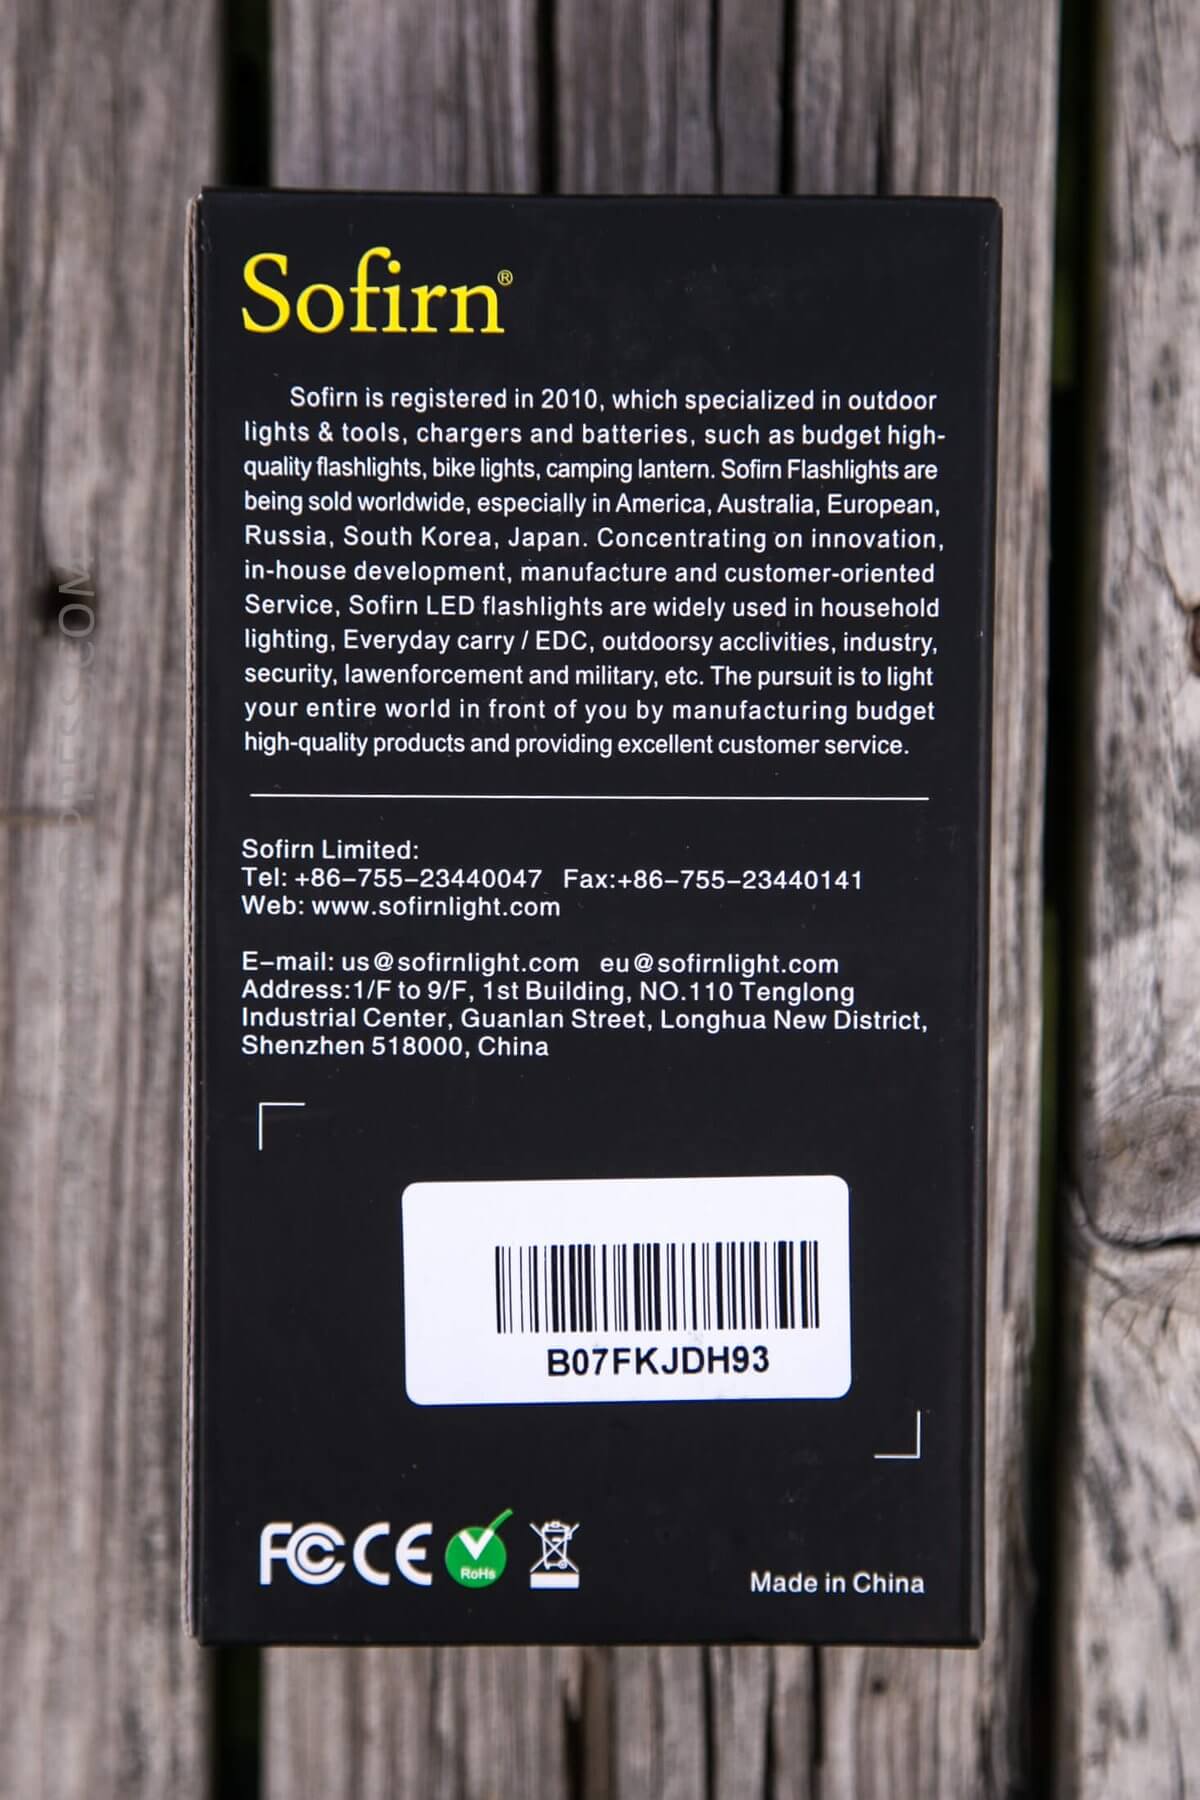 Sofirn®
Sofirn is registered in 2010, which specialized in outdoor
lights & tools, chargers and batteries, such as budget high-
quality flashlights, bike lights, camping lantern. Sofirn Flashlights are
being sold worldwide, especially in America, Australia, European,
Russia, South Korea, Japan. Concentrating on innovation,
in-house development, manufacture and customer-oriented
Service, Sofirn LED flashlights are widely used in household
lighting, Everyday carry / EDC, outdoorsy acclivities, industry,
security, lawenforcement and military, etc. The pursuit is to light
your entire world in front of you by manufacturing budget
high-quality products and providing excellent customer service.
Sofirn Limited:
Tel: +86-755-23440047 Fax:+86-755-23440141
Web: www.sofirnlight.com
E-mail: us@sofirnlight.com eu@sofirnlight.com
Address:1/F to 9/F, 1st Building, NO.110 Tenglong
Industrial Center, Guanlan Street, Longhua New District,
Shenzhen 518000, China
B07FKJDH93
FC CE RoHs
Made in China